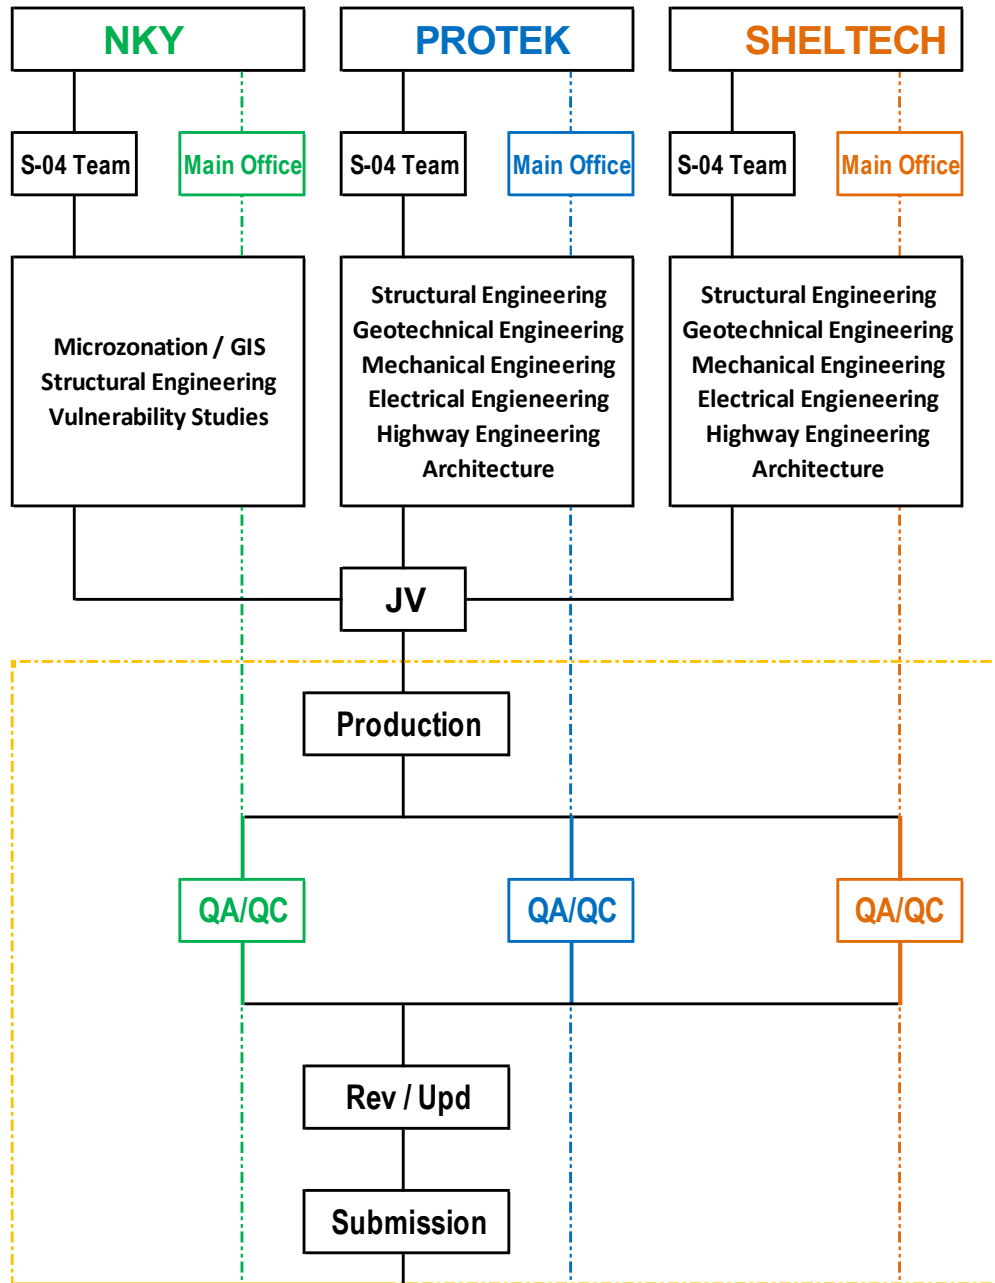 NKY
PROTEK
SHELTECH
S-04 Team
Main Office
S-04 Team
Main Office
S-04 Team
Main Office
Microzonation / GIS
Structural Engineering
Vulnerability Studies
Structural Engineering
Geotechnical Engineering
Mechanical Engineering
Electrical Engieneering
Highway Engineering
Architecture
Structural Engineering
Geotechnical Engineering
Mechanical Engineering
Electrical Engieneering
Highway Engineering
Architecture
JV
Production
QA/QC
QA/QC
QA/QC
Rev / Upd
Submission